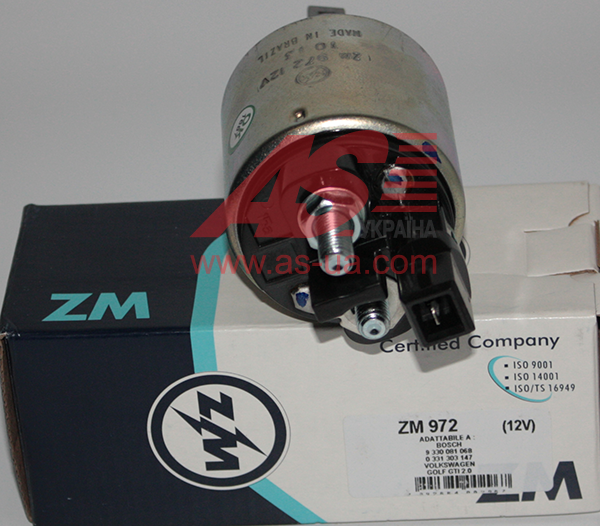 MADE IN BRAZIL
ZM 972 12V
AS
УКРАЇНА
www.as-ua.com
ZM
Certified Company
ISO 9001
ISO 14001
ISO/TS 16949
ZM 972 (12V)
ADATTABILE A :
BOSCH
9 330 081 068
0 331 303 147
VOLKSWAGEN
GOLF GTI 2.0
ZM
ZM